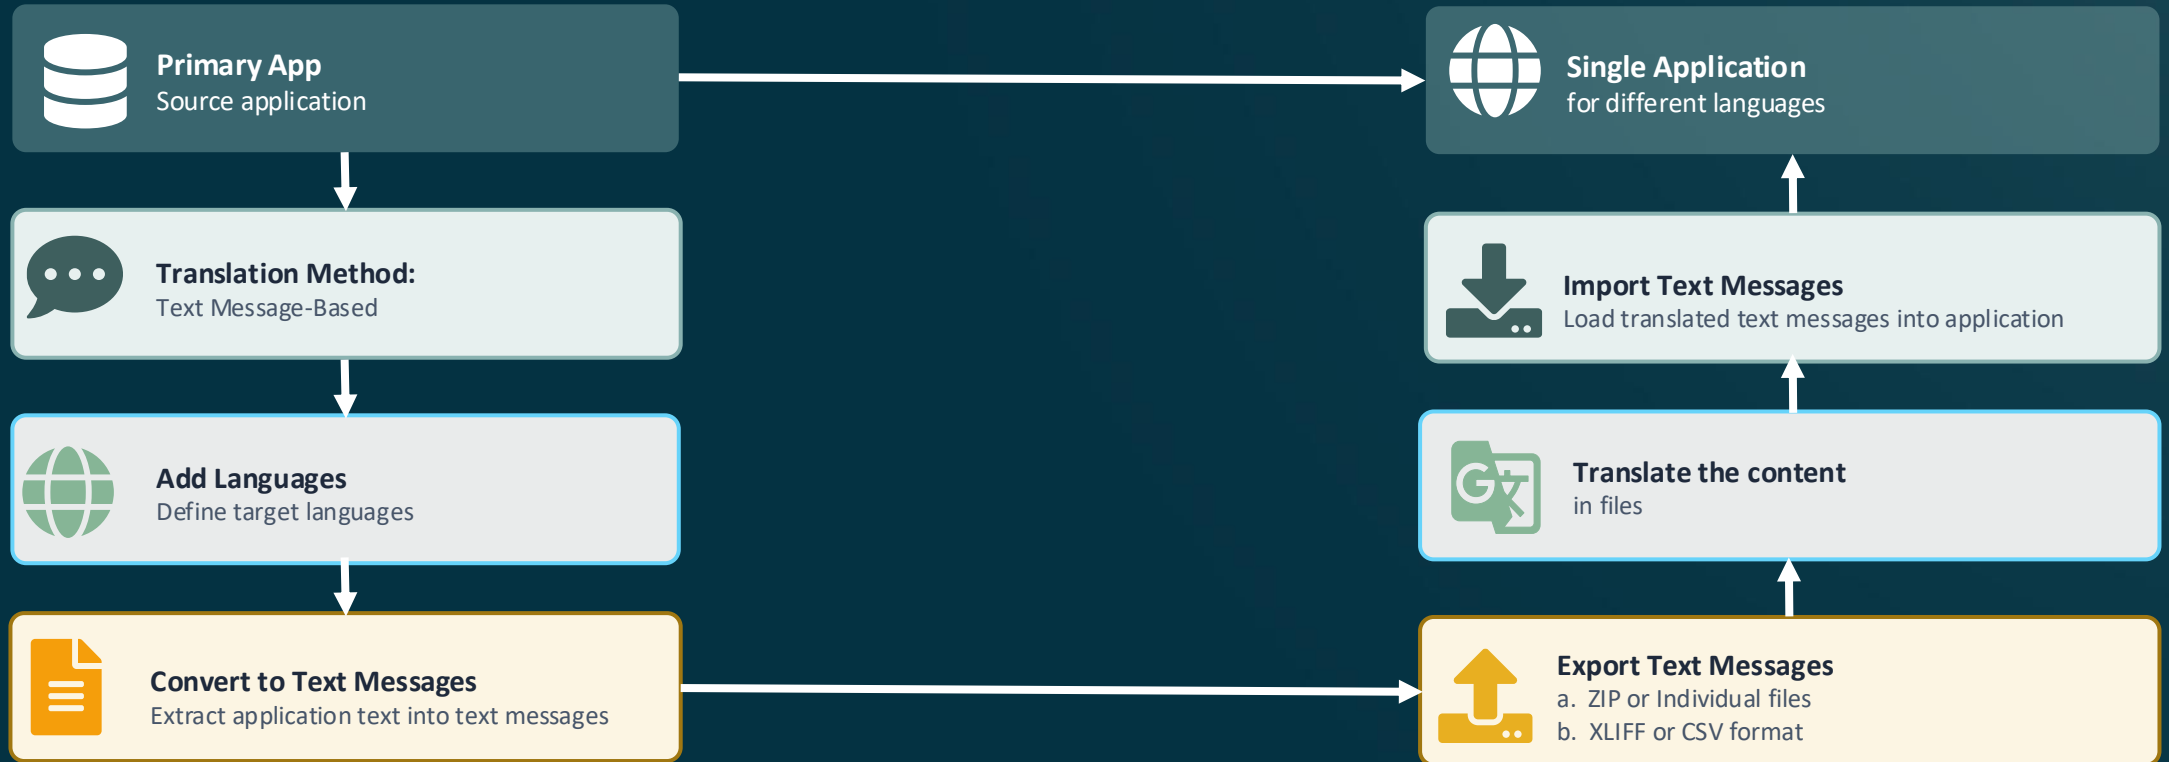 Primary App
Source application
Translation Method:
Text Message-Based
Add Languages
Define target languages
Convert to Text Messages
Extract application text into text messages
Single Application
for different languages
Import Text Messages
Load translated text messages into application
G文
Translate the content
in files
Export Text Messages
a. ZIP or Individual files
b. XLIFF or CSV format